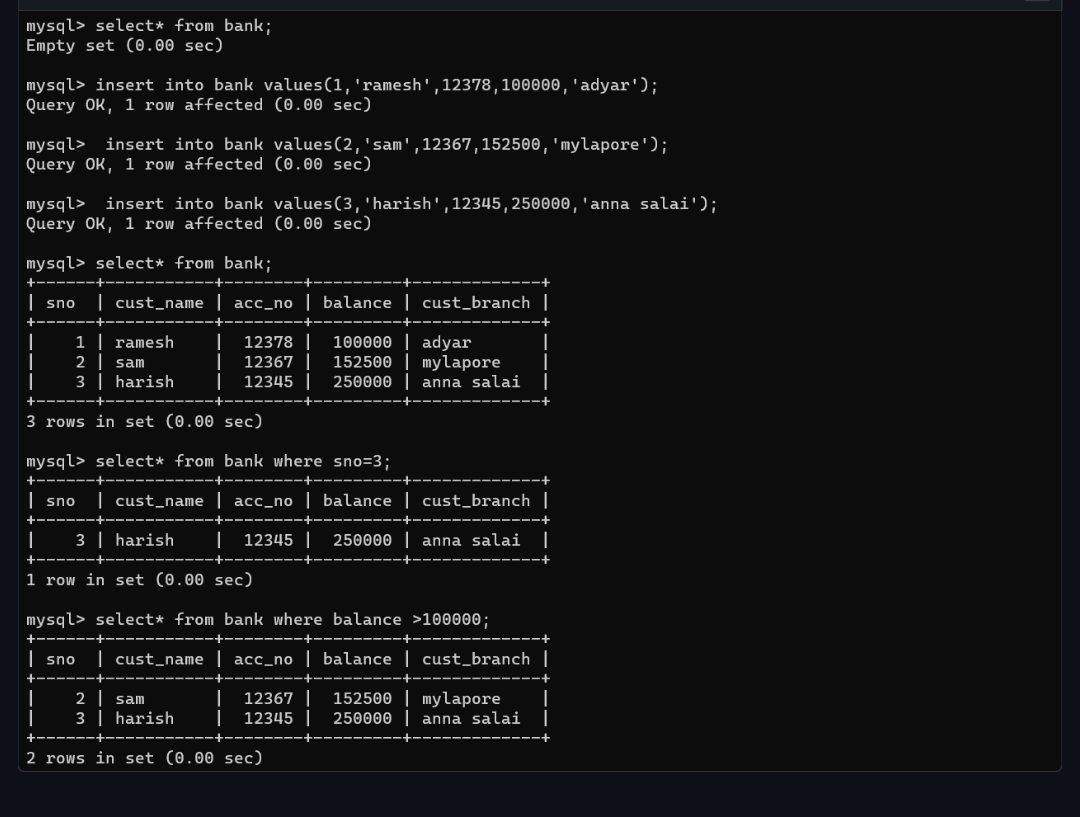 mysql> select* from bank;
Empty set (0.00 sec)
mysql> insert into bank values(1,'ramesh',12378,100000,'adyar');
Query OK, 1 row affected (0.00 sec)
mysql>  insert into bank values(2,'sam',12367,152500,'mylapore');
Query OK, 1 row affected (0.00 sec)
mysql>  insert into bank values(3,'harish',12345,250000,'anna salai');
Query OK, 1 row affected (0.00 sec)
mysql> select* from bank;
+------+-----------+--------+---------+-------------+
| sno  | cust_name | acc_no | balance | cust_branch |
+------+-----------+--------+---------+-------------+
|    1 | ramesh    |  12378 |  100000 | adyar       |
|    2 | sam       |  12367 |  152500 | mylapore    |
|    3 | harish    |  12345 |  250000 | anna salai  |
+------+-----------+--------+---------+-------------+
3 rows in set (0.00 sec)
mysql> select* from bank where sno=3;
+------+-----------+--------+---------+-------------+
| sno  | cust_name | acc_no | balance | cust_branch |
+------+-----------+--------+---------+-------------+
|    3 | harish    |  12345 |  250000 | anna salai  |
+------+-----------+--------+---------+-------------+
1 row in set (0.00 sec)
mysql> select* from bank where balance >100000;
+------+-----------+--------+---------+-------------+
| sno  | cust_name | acc_no | balance | cust_branch |
+------+-----------+--------+---------+-------------+
|    2 | sam       |  12367 |  152500 | mylapore    |
|    3 | harish    |  12345 |  250000 | anna salai  |
+------+-----------+--------+---------+-------------+
2 rows in set (0.00 sec)